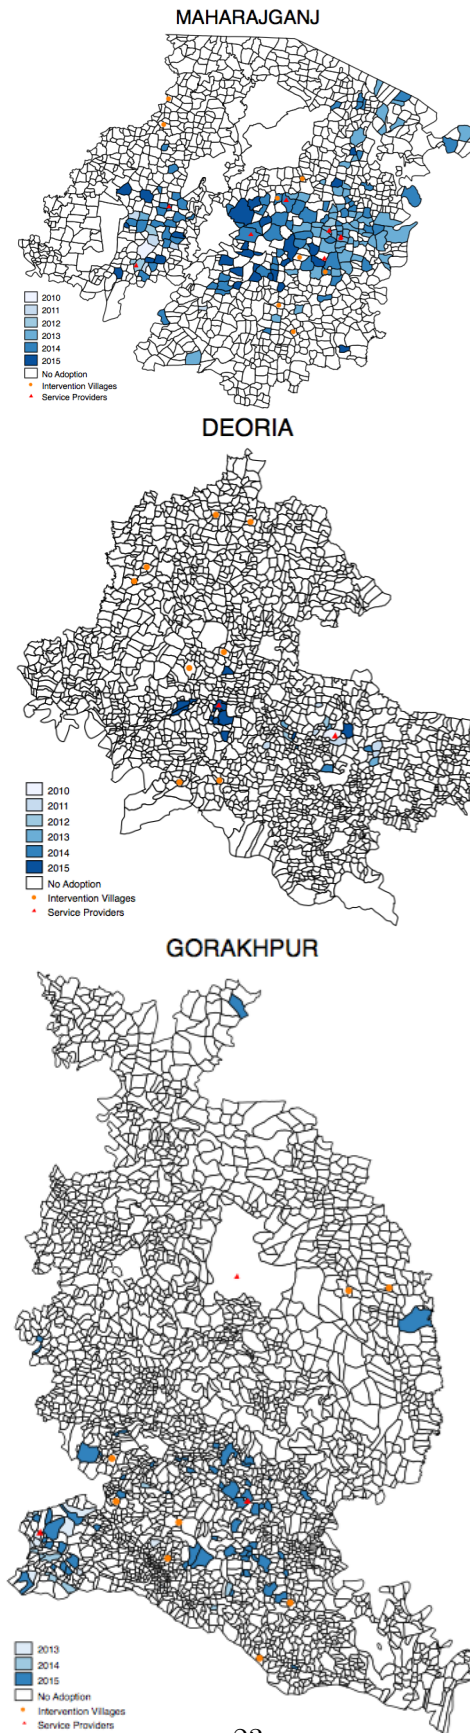 MAHARAJGANJ
2010
2011
2012
2013
2014
2015
No Adoption
Intervention Villages
Service Providers
DEORIA
2010
2011
2012
2013
2014
2015
No Adoption
Intervention Villages
Service Providers
GORAKHPUR
2013
2014
2015
No Adoption
Intervention Villages
Service Providers